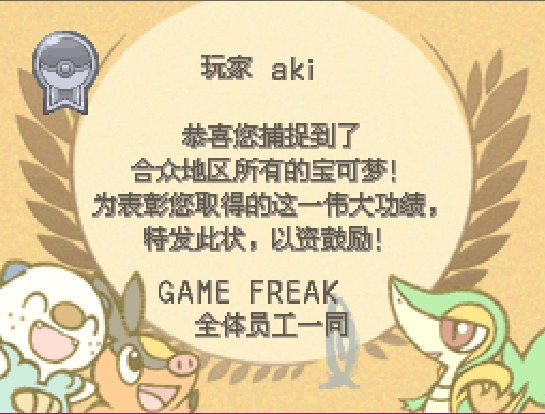 玩家 aki
恭喜您捕捉到了
合众地区所有的宝可梦！
为表彰您取得的这一伟大功绩，
特发此状，以资鼓励！
GAME FREAK
全体员工一同